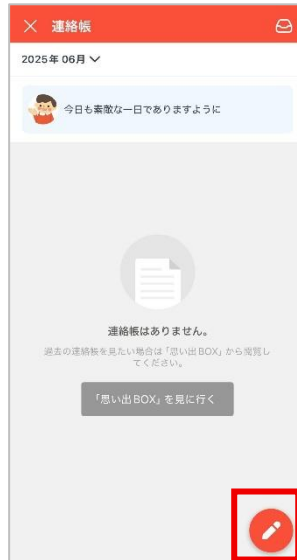 連絡帳
2025年 06月
今日も素敵な一日でありますように
連絡帳はありません。
過去の連絡帳を見たい場合は「思い出BOX」から閲覧し
てください。
「思い出BOX」を見に行く